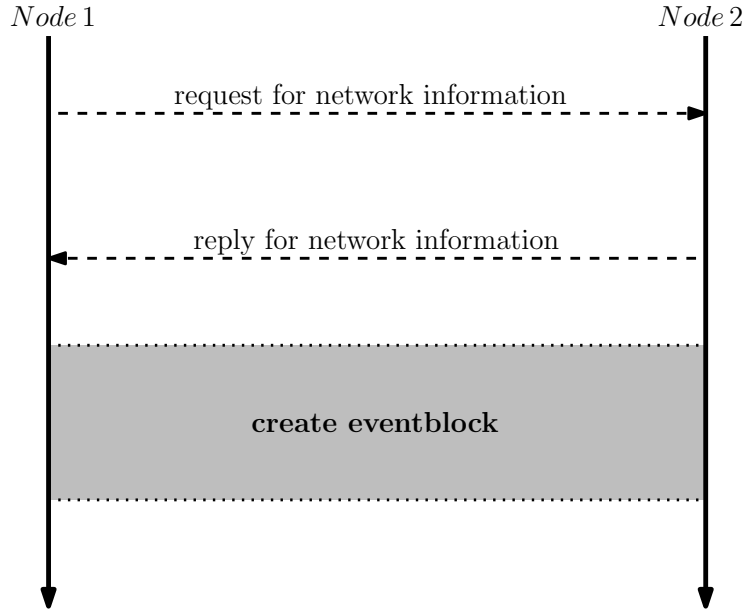 Node 1
Node 2
request for network information
reply for network information
create eventblock